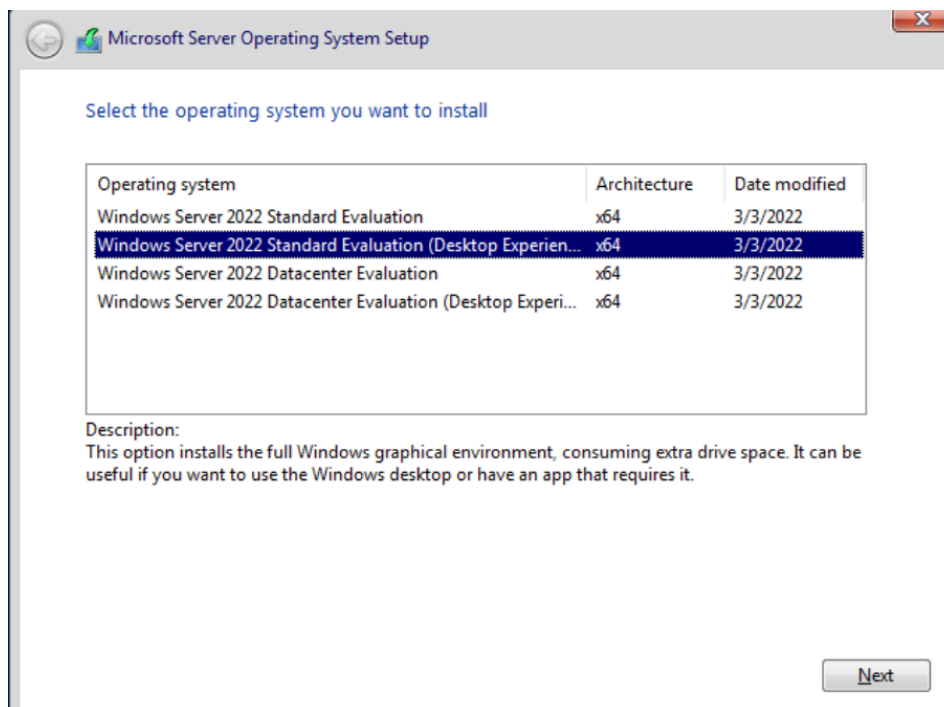 Microsoft Server Operating System Setup
Select the operating system you want to install
Operating system Architecture Date modified
Windows Server 2022 Standard Evaluation x64 3/3/2022
Windows Server 2022 Standard Evaluation (Desktop Experien... x64 3/3/2022
Windows Server 2022 Datacenter Evaluation x64 3/3/2022
Windows Server 2022 Datacenter Evaluation (Desktop Experi... x64 3/3/2022
Description:
This option installs the full Windows graphical environment, consuming extra drive space. It can be
useful if you want to use the Windows desktop or have an app that requires it.
Next